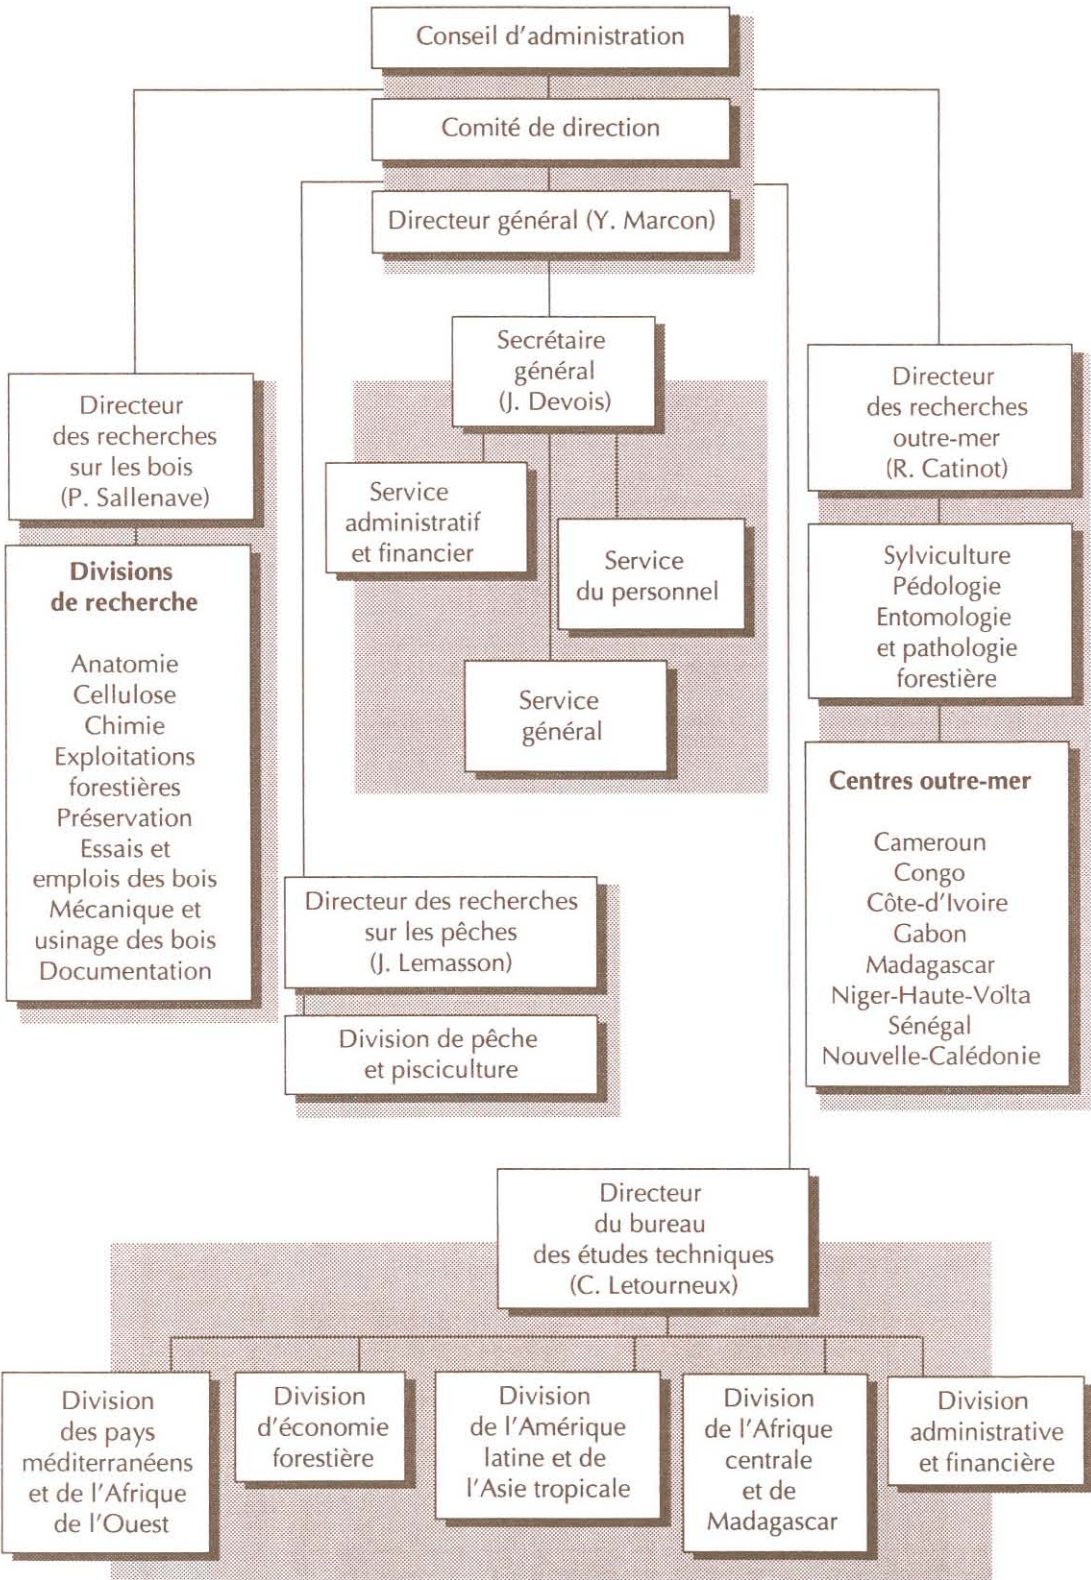 Conseil d'administration
Comité de direction
Directeur général (Y. Marcon)
Secrétaire
général
(J. Devois)
Directeur
des recherches
sur les bois
(P. Sallenave)
Divisions
de recherche
Anatomie
Cellulose
Chimie
Exploitations
forestières
Préservation
Essais et
emplois des bois
Mécanique et
usinage des bois
Documentation
Service
administratif
et financier
Service
du personnel
Service
général
Directeur
des recherches
outre-mer
(R. Catinot)
Sylviculture
Pédologie
Entomologie
et pathologie
forestière
Centres outre-mer
Cameroun
Congo
Côte-d'Ivoire
Gabon
Madagascar
Niger-Haute-Volta
Sénégal
Nouvelle-Calédonie
Directeur des recherches
sur les pêches
(J. Lemasson)
Division de pêche
et pisciculture
Directeur
du bureau
des études techniques
(C. Letourneux)
Division
des pays
méditerranéens
et de l'Afrique
de l'Ouest
Division
d'économie
forestière
Division
de l'Amérique
latine et de
l'Asie tropicale
Division
de l'Afrique
centrale
et de
Madagascar
Division
administrative
et financière